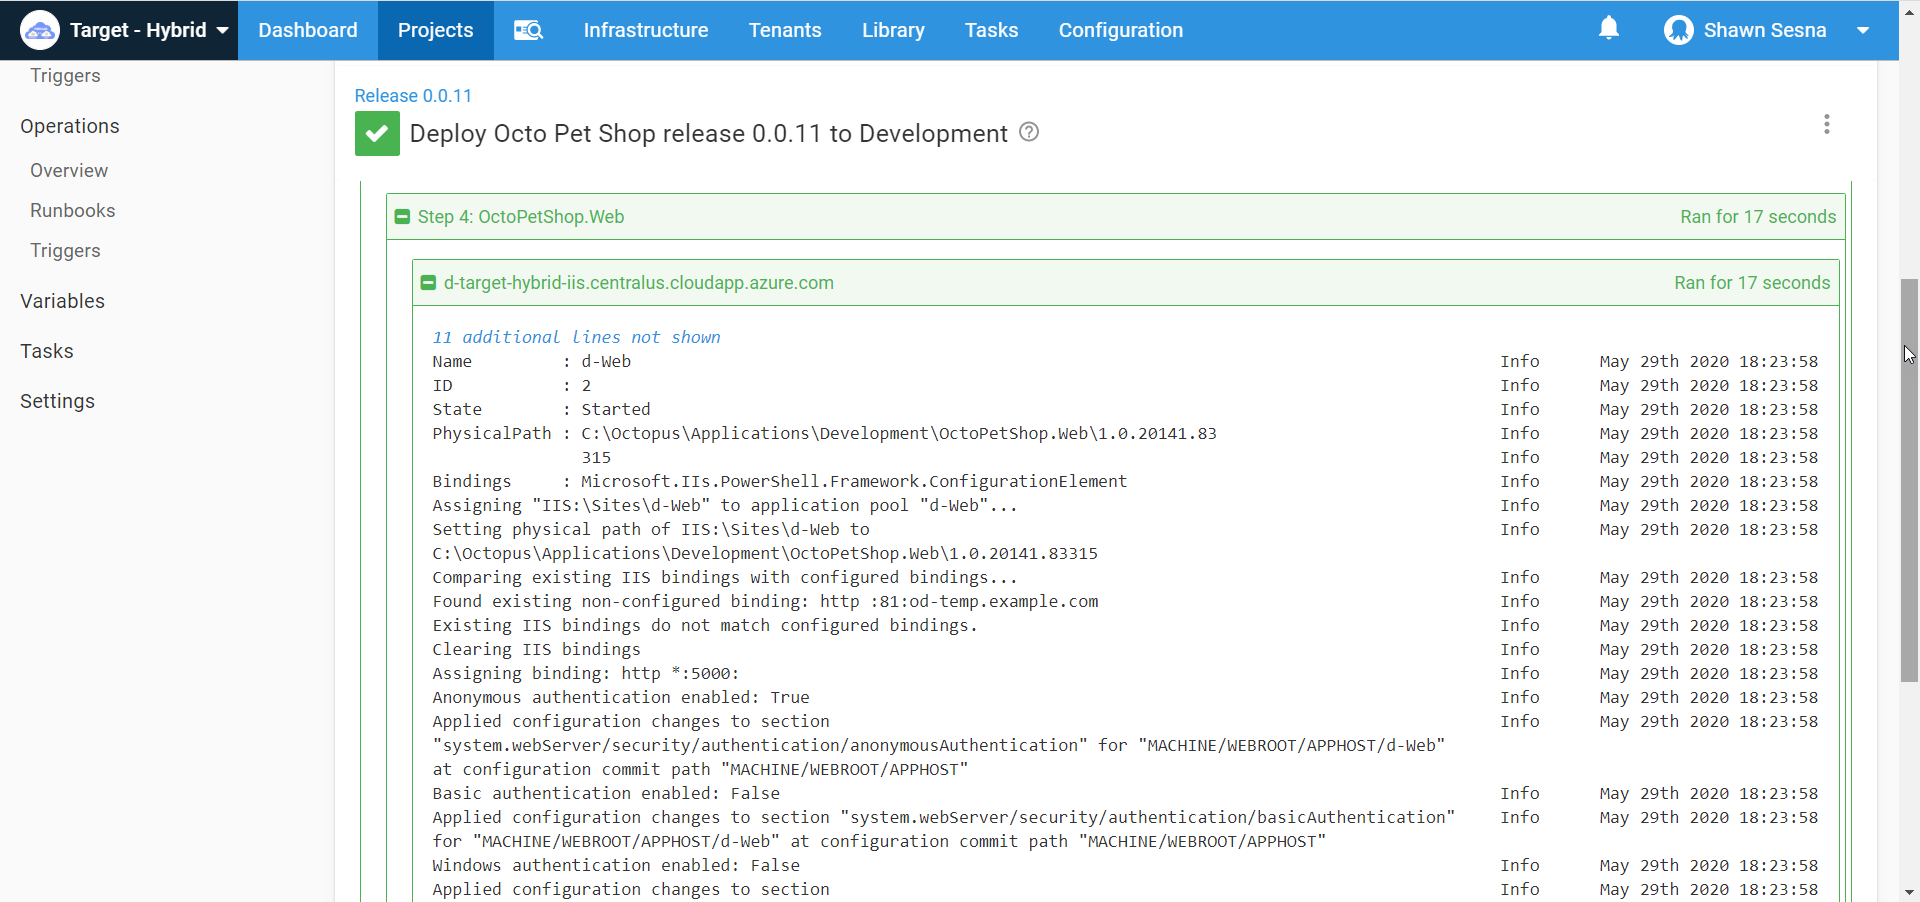 Target - Hybrid Dashboard Projects Infrastructure Tenants Library Tasks Configuration Shawn Sesna
Triggers
Operations
Overview
Runbooks
Triggers
Variables
Tasks
Settings
Release 0.0.11
Deploy Octo Pet Shop release 0.0.11 to Development
Step 4: OctoPetShop.Web Ran for 17 seconds
d-target-hybrid-iis.centralus.cloudapp.azure.com Ran for 17 seconds
11 additional lines not shown
Name : d-Web Info May 29th 2020 18:23:58
ID : 2 Info May 29th 2020 18:23:58
State : Started Info May 29th 2020 18:23:58
PhysicalPath : C:\Octopus\Applications\Development\OctoPetShop.Web\1.0.20141.83 Info May 29th 2020 18:23:58
315 Info May 29th 2020 18:23:58
Bindings : Microsoft.IIs.PowerShell.Framework.ConfigurationElement Info May 29th 2020 18:23:58
Assigning "IIS:\Sites\d-Web" to application pool "d-Web"... Info May 29th 2020 18:23:58
Setting physical path of IIS:\Sites\d-Web to Info May 29th 2020 18:23:58
C:\Octopus\Applications\Development\OctoPetShop.Web\1.0.20141.83315
Comparing existing IIS bindings with configured bindings... Info May 29th 2020 18:23:58
Found existing non-configured binding: http :81:od-temp.example.com Info May 29th 2020 18:23:58
Existing IIS bindings do not match configured bindings. Info May 29th 2020 18:23:58
Clearing IIS bindings Info May 29th 2020 18:23:58
Assigning binding: http *:5000: Info May 29th 2020 18:23:58
Anonymous authentication enabled: True Info May 29th 2020 18:23:58
Applied configuration changes to section Info May 29th 2020 18:23:58
"system.webServer/security/authentication/anonymousAuthentication" for "MACHINE/WEBROOT/APPHOST/d-Web"
at configuration commit path "MACHINE/WEBROOT/APPHOST"
Basic authentication enabled: False Info May 29th 2020 18:23:58
Applied configuration changes to section "system.webServer/security/authentication/basicAuthentication" Info May 29th 2020 18:23:58
for "MACHINE/WEBROOT/APPHOST/d-Web" at configuration commit path "MACHINE/WEBROOT/APPHOST"
Windows authentication enabled: False Info May 29th 2020 18:23:58
Applied configuration changes to section Info May 29th 2020 18:23:58